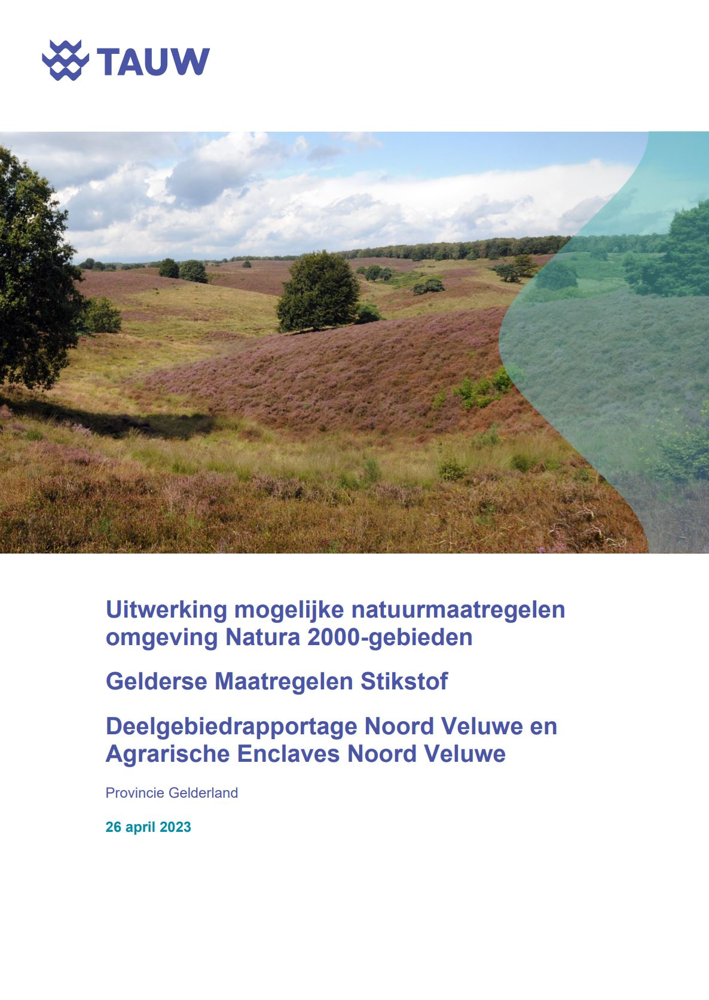 TAUW
Uitwerking mogelijke natuurmaatregelen
omgeving Natura 2000-gebieden
Gelderse Maatregelen Stikstof
Deelgebiedrapportage Noord Veluwe en
Agrarische Enclaves Noord Veluwe
Provincie Gelderland
26 april 2023